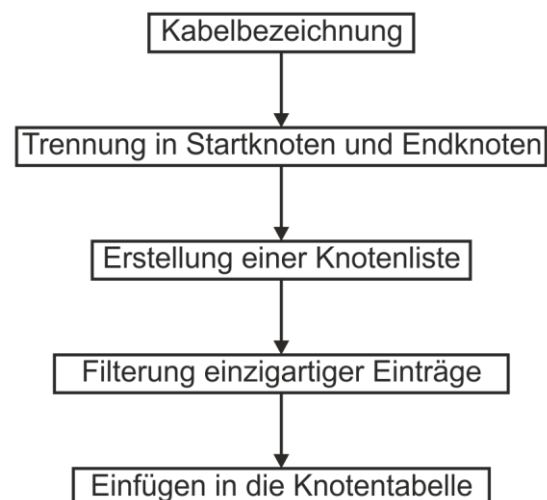 Kabelbezeichnung
Trennung in Startknoten und Endknoten
Erstellung einer Knotenliste
Filterung einzigartiger Einträge
Einfügen in die Knotentabelle